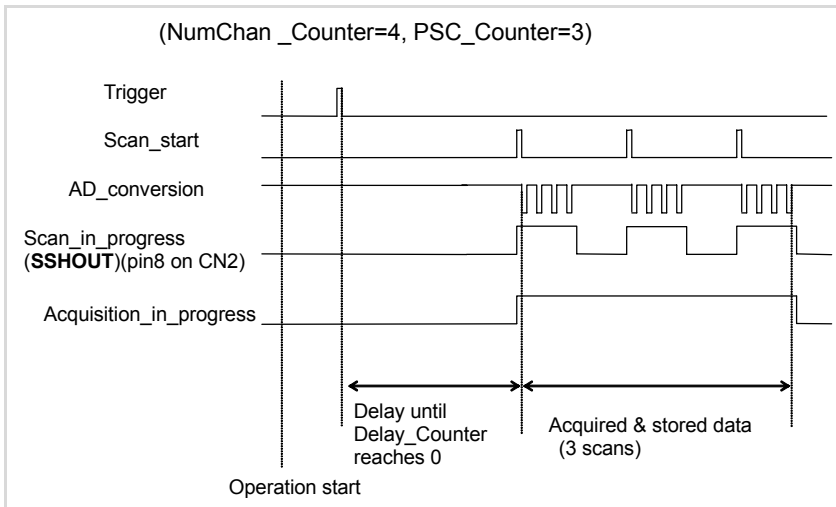 (NumChan _Counter=4, PSC_Counter=3)
Trigger
Scan_start
AD_conversion
Scan_in_progress
(SSHOUT)(pin8 on CN2)
Acquisition_in_progress
Delay until
Delay_Counter
reaches 0
Acquired & stored data
(3 scans)
Operation start